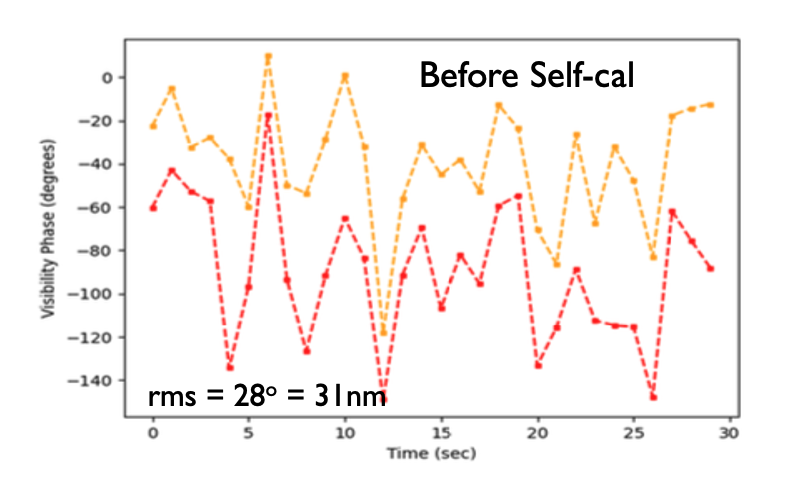 Before Self-cal
0
−20
−40
−60
−80
−100
−120
−140
Visibility Phase (degrees)
rms = 28° = 31nm
0 5 10 15 20 25 30
Time (sec)